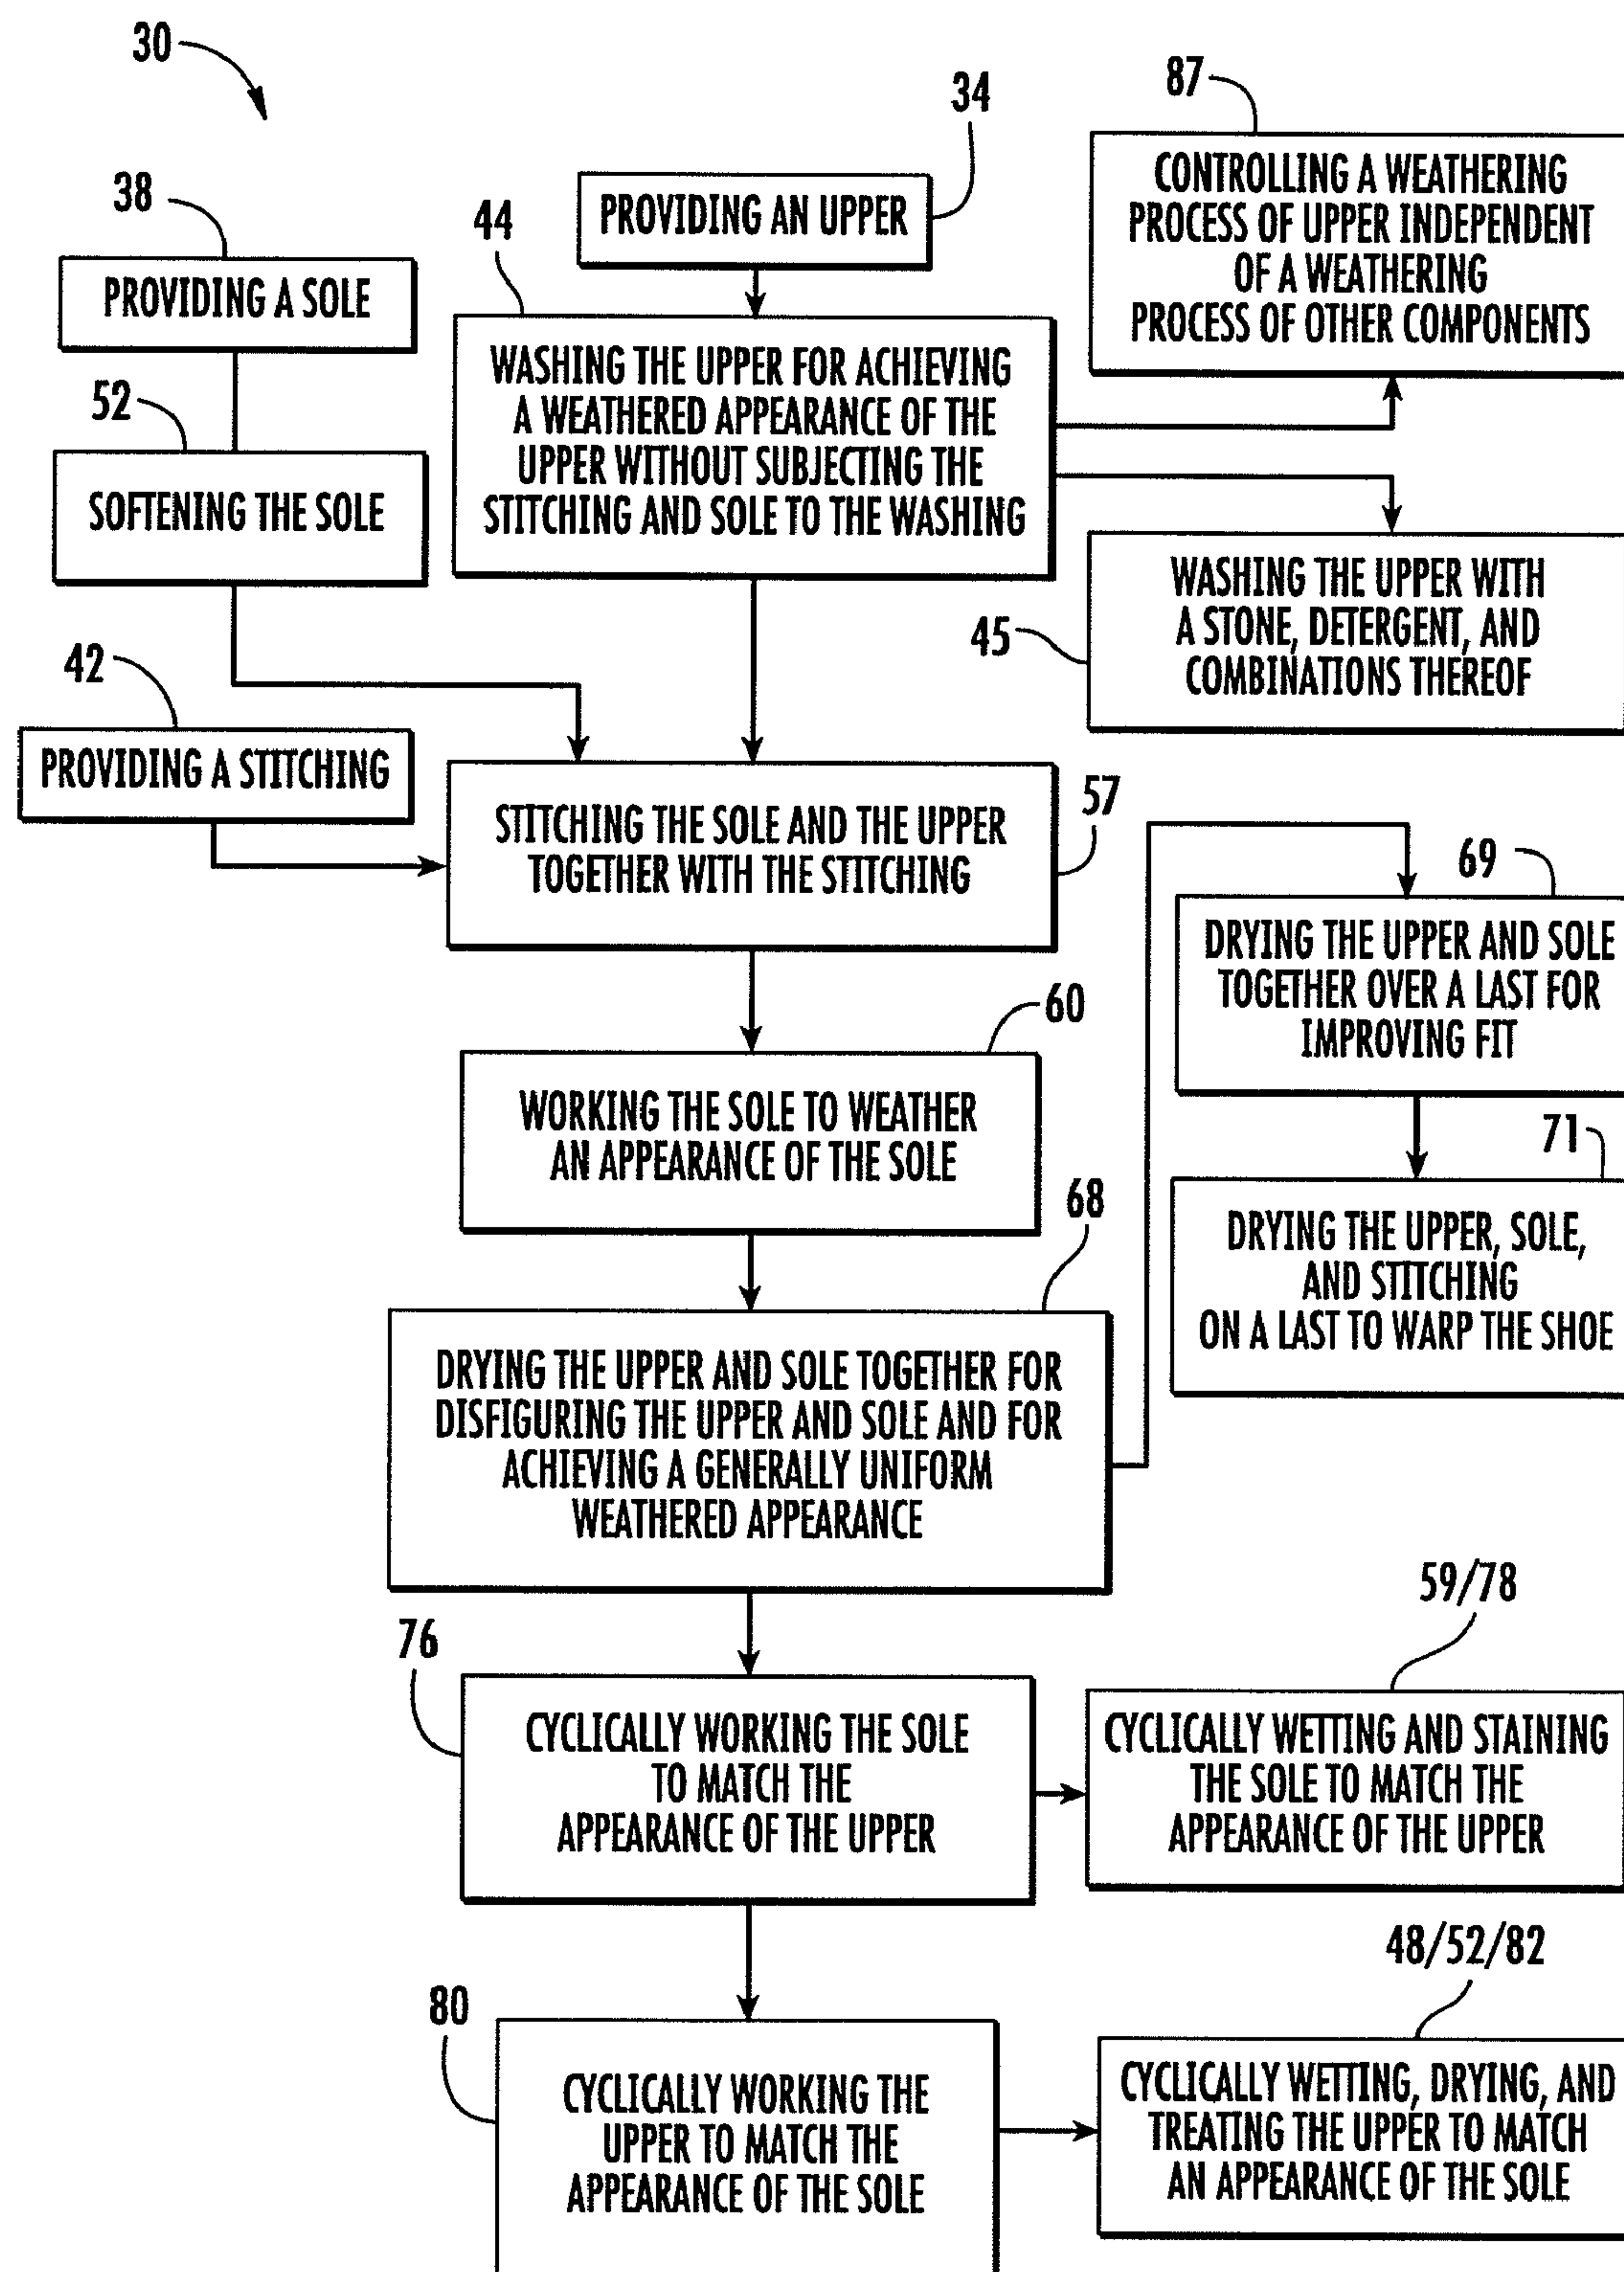 30
34
PROVIDING AN UPPER
87
CONTROLLING A WEATHERING
PROCESS OF UPPER INDEPENDENT
OF A WEATHERING
PROCESS OF OTHER COMPONENTS
38
PROVIDING A SOLE
44
WASHING THE UPPER FOR ACHIEVING
A WEATHERED APPEARANCE OF THE
UPPER WITHOUT SUBJECTING THE
STITCHING AND SOLE TO THE WASHING
52
SOFTENING THE SOLE
45
WASHING THE UPPER WITH
A STONE, DETERGENT, AND
COMBINATIONS THEREOF
42
PROVIDING A STITCHING
57
STITCHING THE SOLE AND THE UPPER
TOGETHER WITH THE STITCHING
69
DRYING THE UPPER AND SOLE
TOGETHER OVER A LAST FOR
IMPROVING FIT
60
WORKING THE SOLE TO WEATHER
AN APPEARANCE OF THE SOLE
71
DRYING THE UPPER, SOLE,
AND STITCHING
ON A LAST TO WARP THE SHOE
68
DRYING THE UPPER AND SOLE TOGETHER FOR
DISFIGURING THE UPPER AND SOLE AND FOR
ACHIEVING A GENERALLY UNIFORM
WEATHERED APPEARANCE
76
CYCLICALLY WORKING THE SOLE
TO MATCH THE
APPEARANCE OF THE UPPER
59/78
CYCLICALLY WETTING AND STAINING
THE SOLE TO MATCH THE
APPEARANCE OF THE UPPER
80
CYCLICALLY WORKING THE
UPPER TO MATCH THE
APPEARANCE OF THE SOLE
48/52/82
CYCLICALLY WETTING, DRYING, AND
TREATING THE UPPER TO MATCH
AN APPEARANCE OF THE SOLE